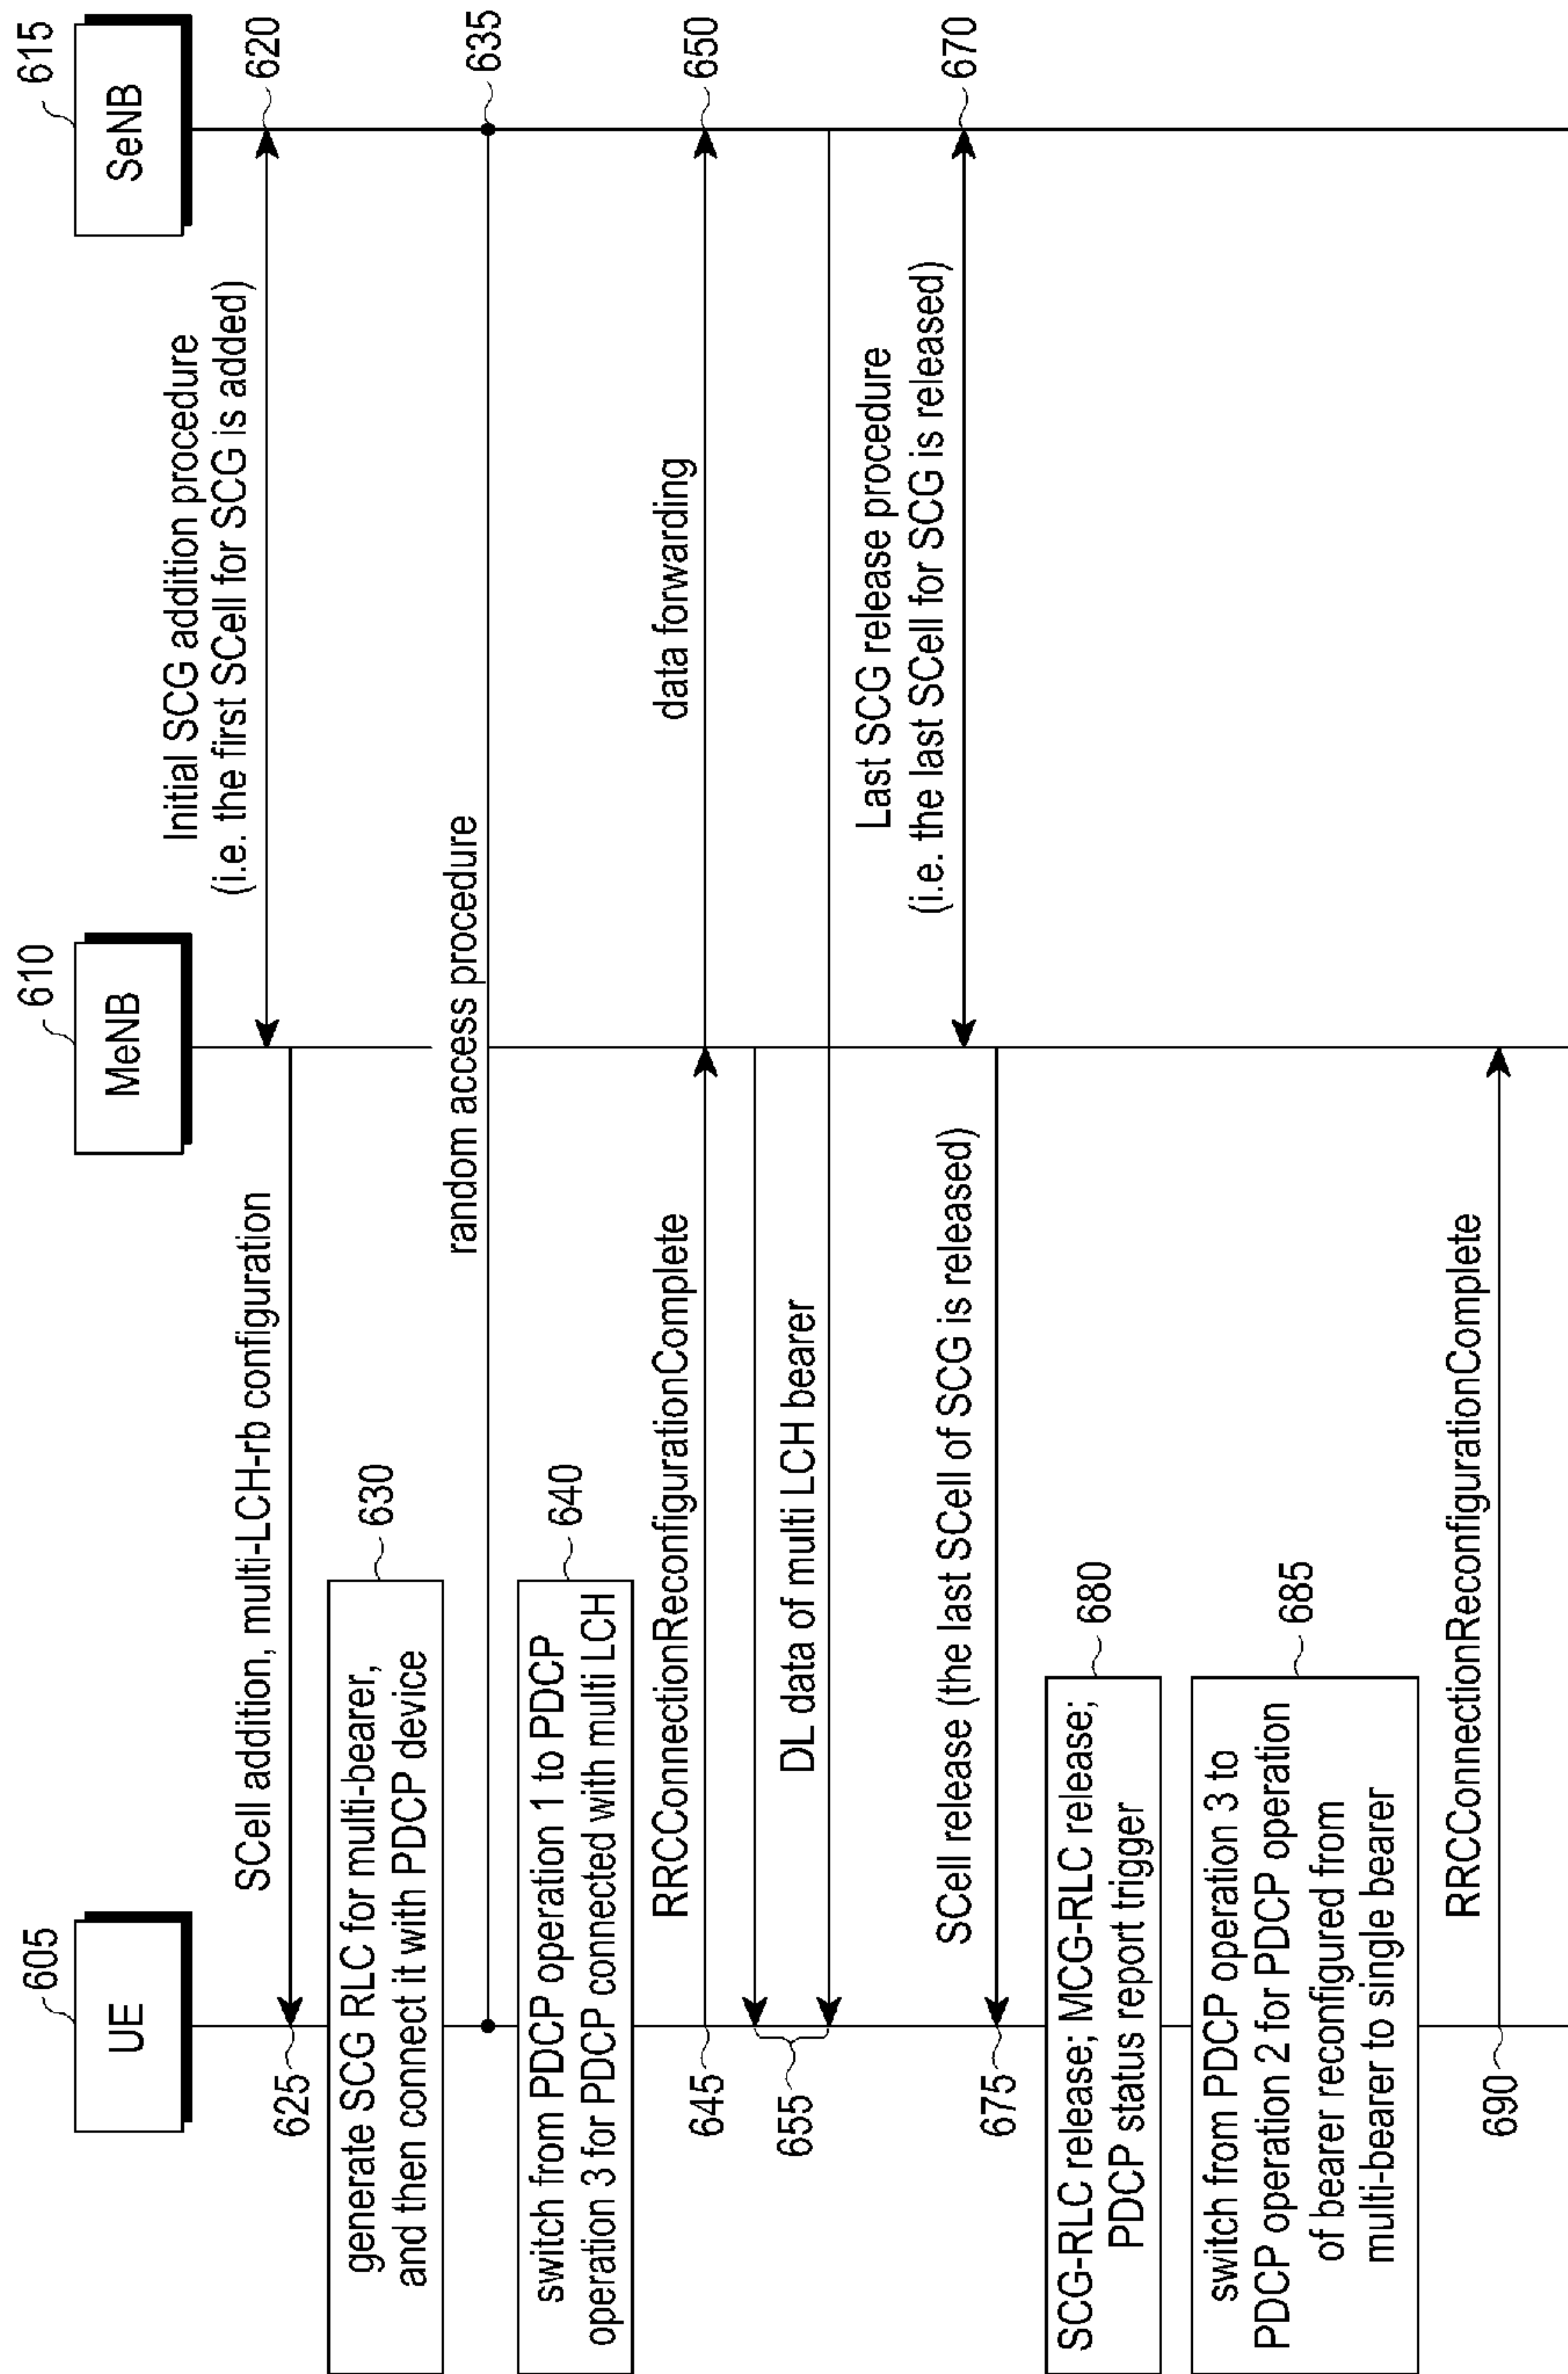 605
UE
610
MeNB
615
SeNB
Initial SCG addition procedure
(i.e. the first SCell for SCG is added)
620
SCell addition, multi-LCH-rb configuration
625
generate SCG RLC for multi-bearer,
and then connect it with PDCP device
630
random access procedure
635
switch from PDCP operation 1 to PDCP
operation 3 for PDCP connected with multi LCH
640
RRCConnectionReconfigurationComplete
645
data forwarding
650
DL data of multi LCH bearer
655
Last SCG release procedure
(i.e. the last SCell for SCG is released)
670
SCell release (the last SCell of SCG is released)
675
SCG-RLC release; MCG-RLC release;
PDCP status report trigger
680
switch from PDCP operation 3 to
PDCP operation 2 for PDCP operation
of bearer reconfigured from
multi-bearer to single bearer
685
RRCConnectionReconfigurationComplete
690